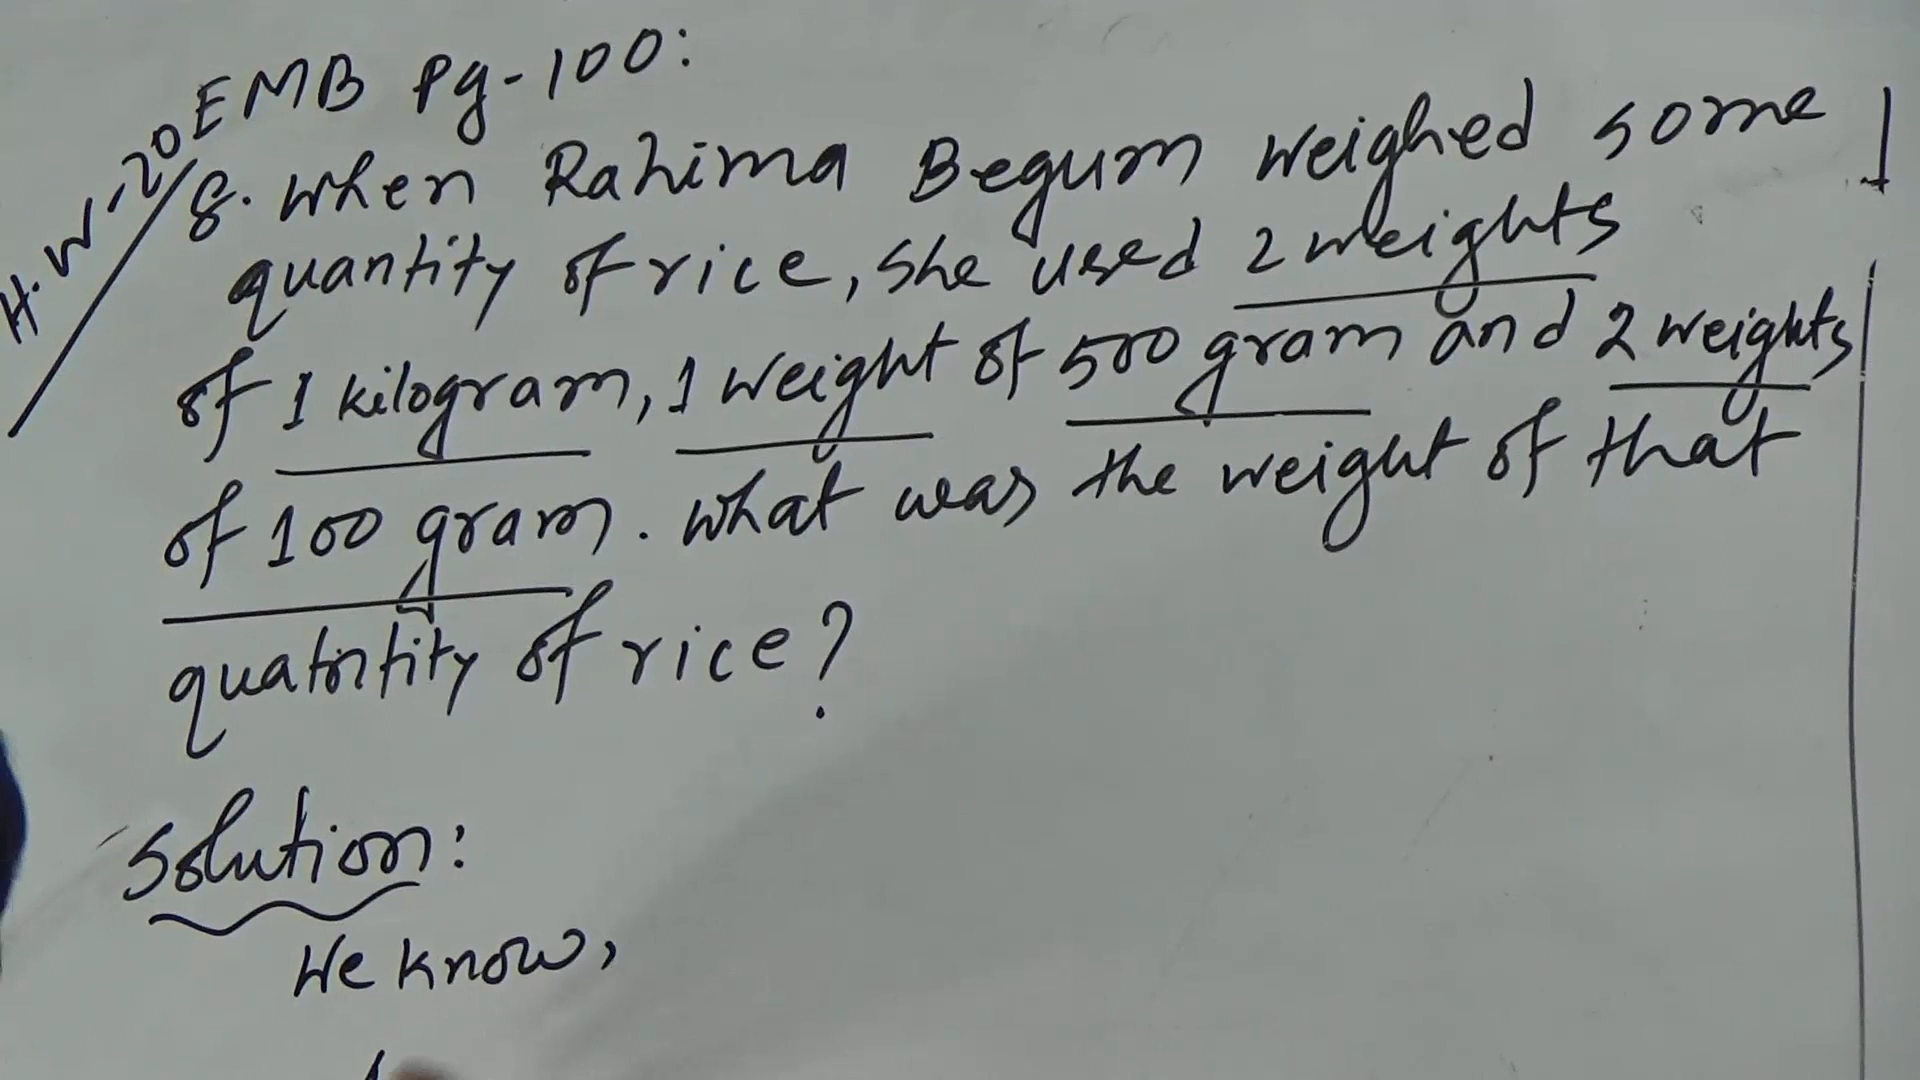 H.W-20
EMB Pg-100:
8. When Rahima Begum weighed some
quantity of rice, she used 2 weights
of 1 kilogram, 1 weight of 500 gram and 2 weights
of 100 gram. What was the weight of that
quantity of rice?
Solution:
We know,